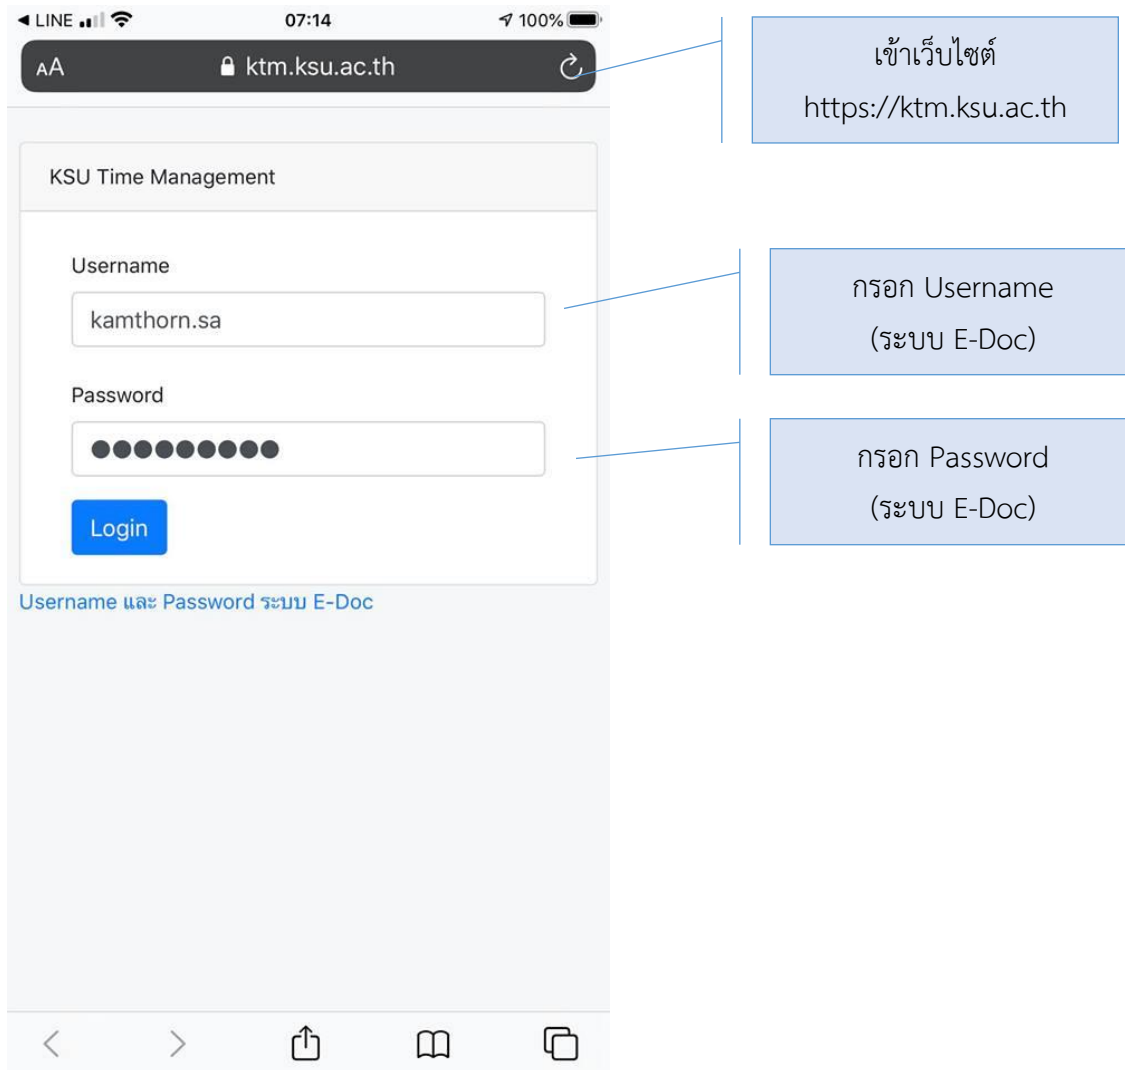 LINE 07:14 100%
AA ktm.ksu.ac.th
เข้าเว็บไซต์
https://ktm.ksu.ac.th
KSU Time Management
Username
kamthorn.sa
กรอก Username
(ระบบ E-Doc)
Password
กรอก Password
(ระบบ E-Doc)
Login
Username และ Password ระบบ E-Doc